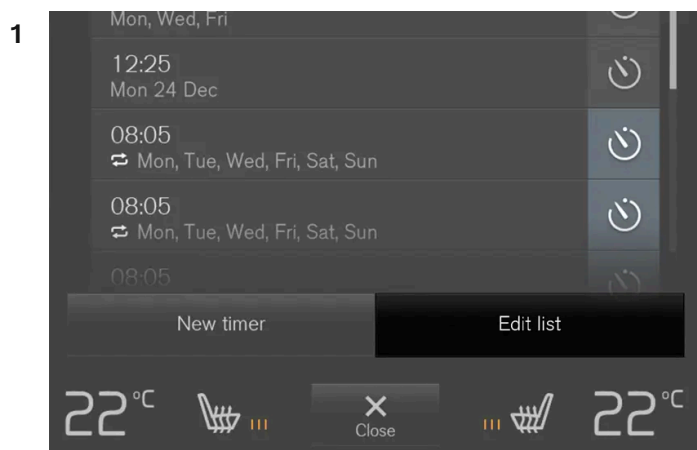 1
Mon, Wed, Fri
12:25
Mon 24 Dec
08:05
Mon, Tue, Wed, Fri, Sat, Sun
08:05
Mon, Tue, Wed, Fri, Sat, Sun
08:05
New timer
Edit list
22°C
22°C
Close